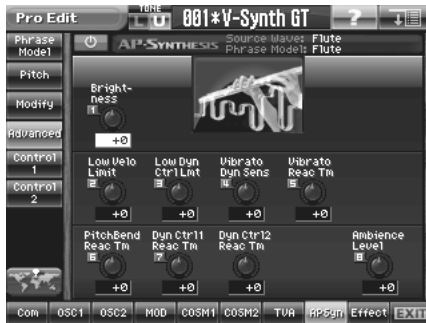 Pro Edit TONE L U 001*V-Synth GT ?
Phrase Model
AP-SYNTHESIS
Source Wave: Flute
Phrase Model: Flute
Pitch
Modify
Advanced
Control 1
Control 2
Bright-
ness
1
+0
Low Velo Limit
2
+0
Low Dyn Ctrl Lmt
3
+0
Vibrato Dyn Sens
4
+0
Vibrato Reac Tm
5
+0
PitchBend Reac Tm
6
+0
Dyn Ctrl1 Reac Tm
7
+0
Dyn Ctrl2 Reac Tm
+0
Ambience Level
8
+0
Com OSC1 OSC2 MOD COSM1 COSM2 TVA APSyn Effect EXIT